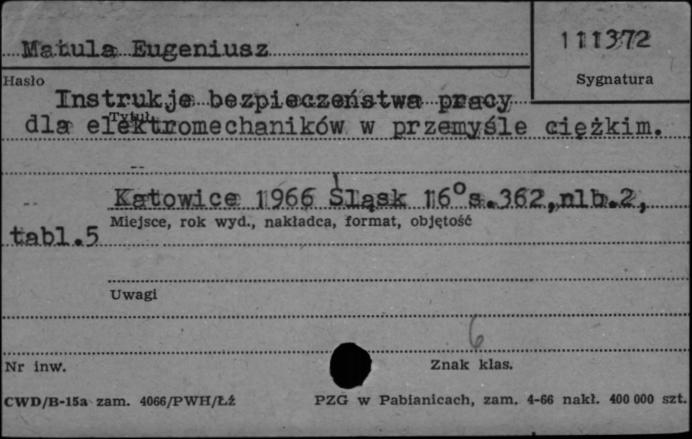 Matula Eugeniusz
111372
Hasło
Sygnatura
Instrukja bezpieczeństwa pracy
Tytuł
dla elektromechaników w przemyśle ciężkim.
Katowice 1966 Śląsk 16° s.362,nlb.2,
Miejsce, rok wyd., nakładca, format, objętość
tabl.5
Uwagi
6
Nr inw.
Znak klas.
CWD/B-15a zam. 4066/PWH/Łź
PZG w Pabianicach, zam. 4-66 nakł. 400 000 szt.